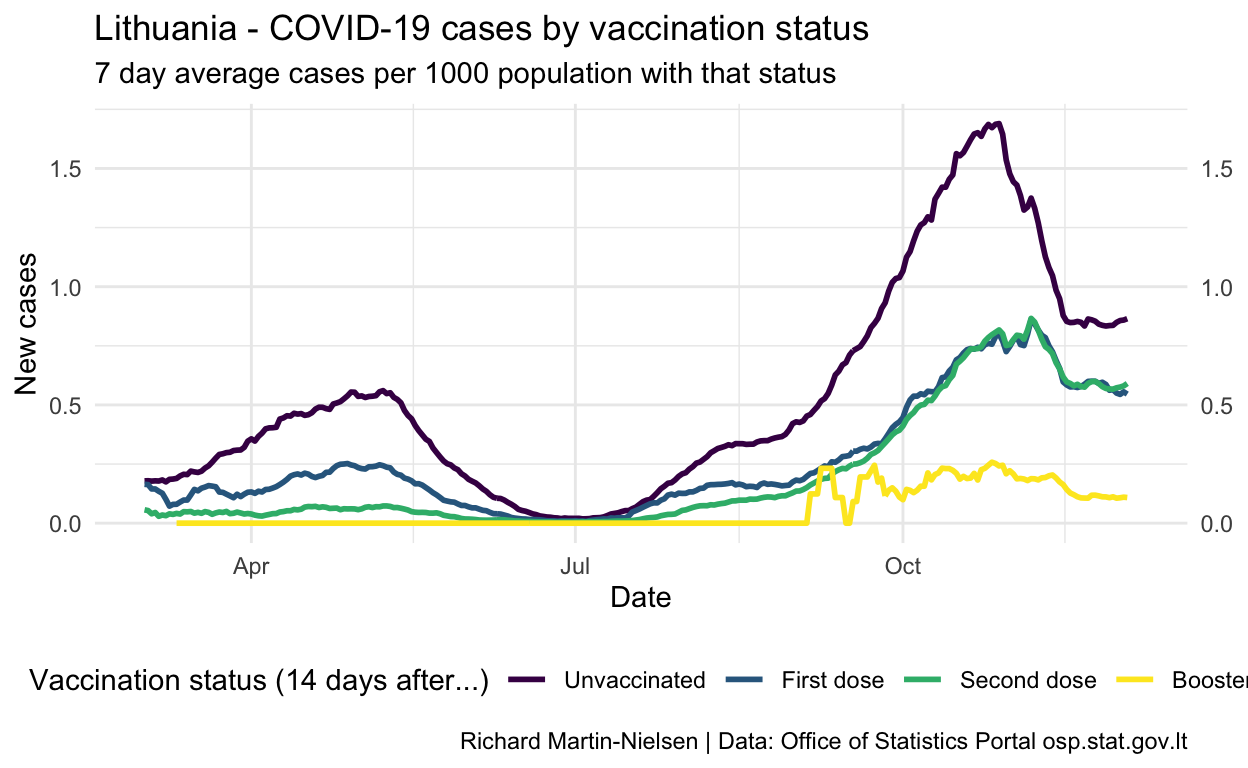 Lithuania - COVID-19 cases by vaccination status
7 day average cases per 1000 population with that status
New cases
1.5 1.5
1.0 1.0
0.5 0.5
0.0 0.0
Apr Jul Oct
Date
Vaccination status (14 days after...) Unvaccinated First dose Second dose Booster
Richard Martin-Nielsen | Data: Office of Statistics Portal osp.stat.gov.lt